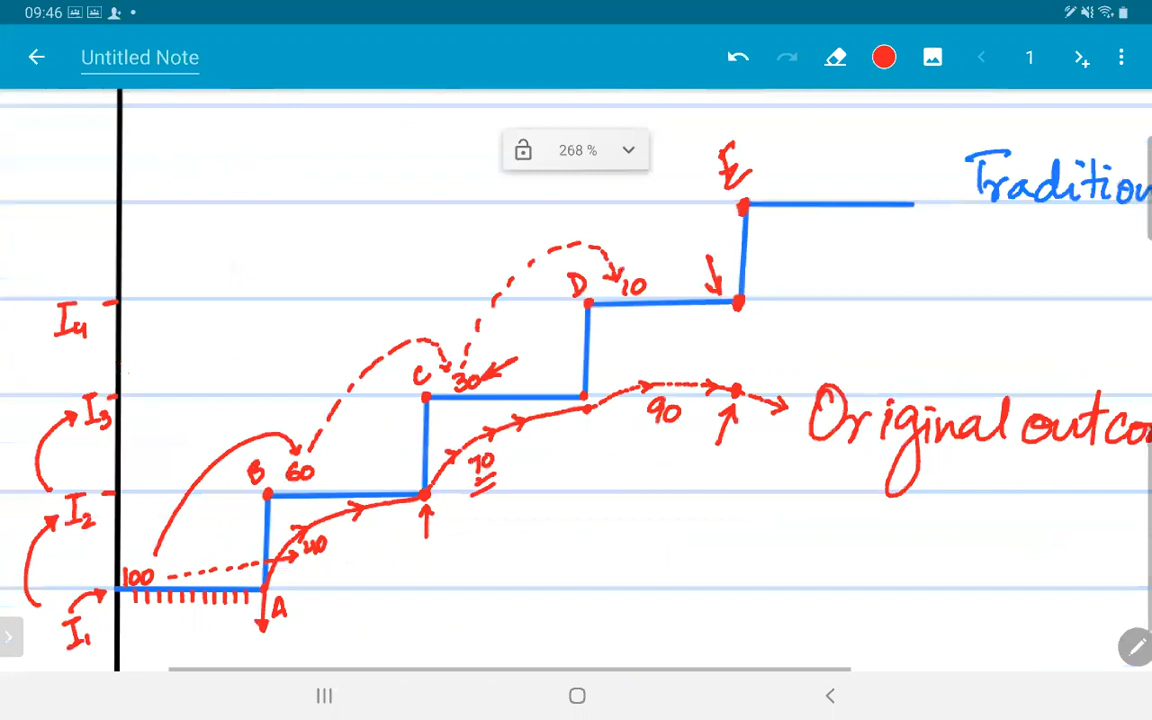 09:46
Untitled Note
1
268 %
E
Tradition
D 10
I4
C 30
I3
90
Original outco
B 60
70
I2
40
100
A
I1